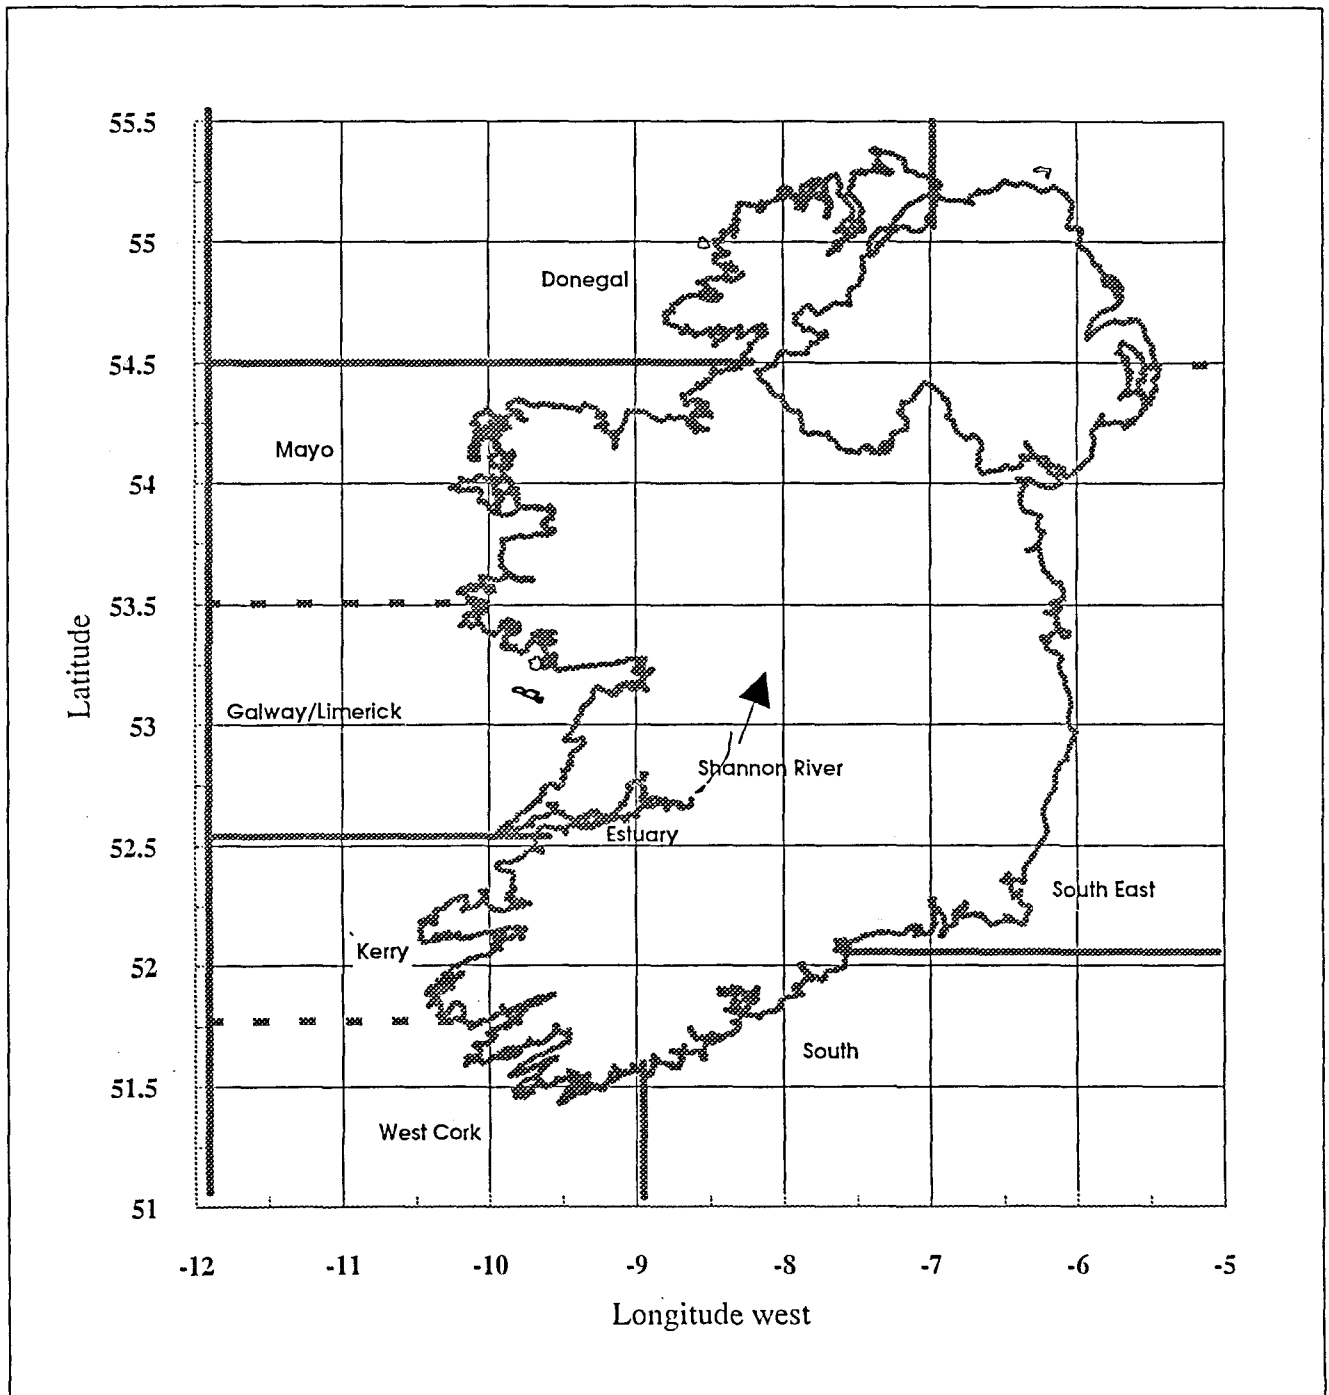 55.5
55
Donegal
54.5
Mayo
54
53.5
Latitude
Galway/Limerick
53
Shannon River
Estuary
52.5
South East
Kerry
52
South
51.5
West Cork
51
-12 -11 -10 -9 -8 -7 -6 -5
Longitude west